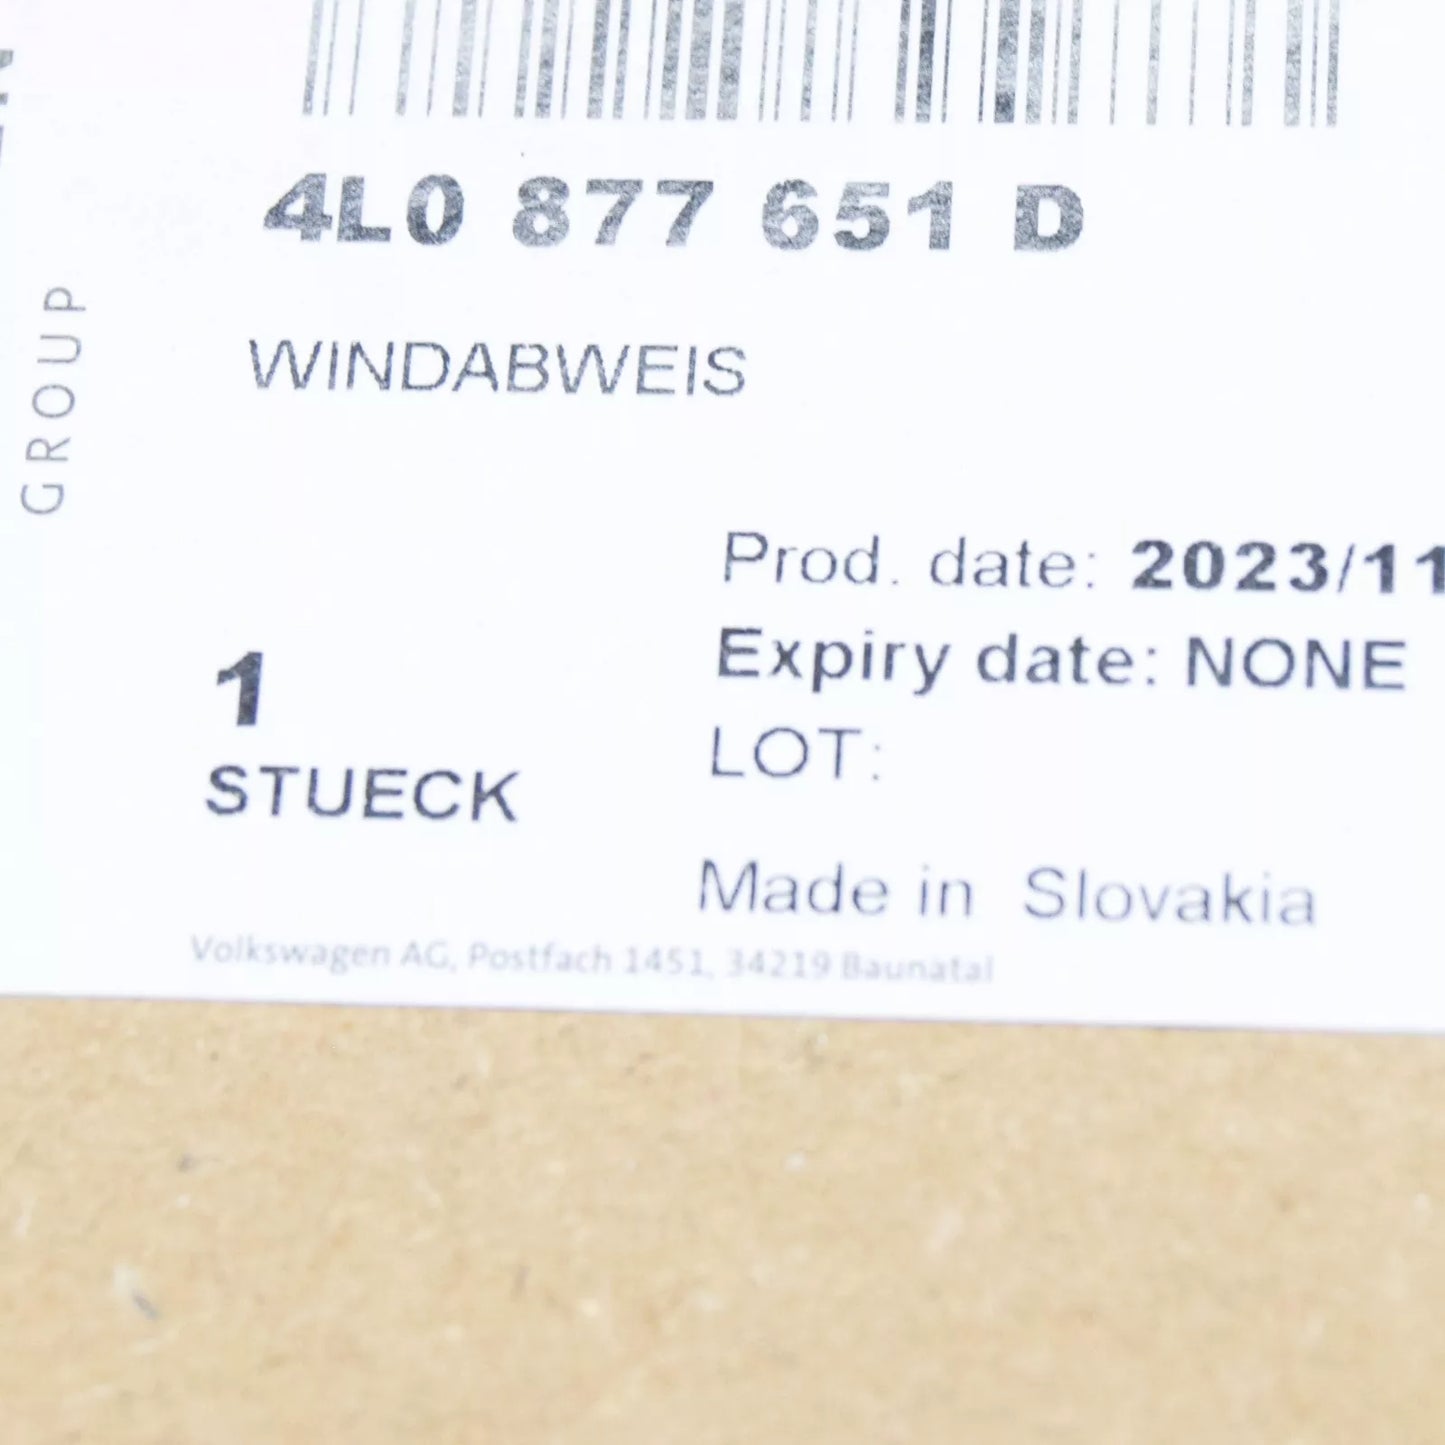 4L0 877 651 D
WINDABWEIS
GROUP
Prod. date: 2023/11
Expiry date: NONE
1
STUECK
LOT:
Made in Slovakia
Volkswagen AG, Postfach 1451, 34219 Baunatal